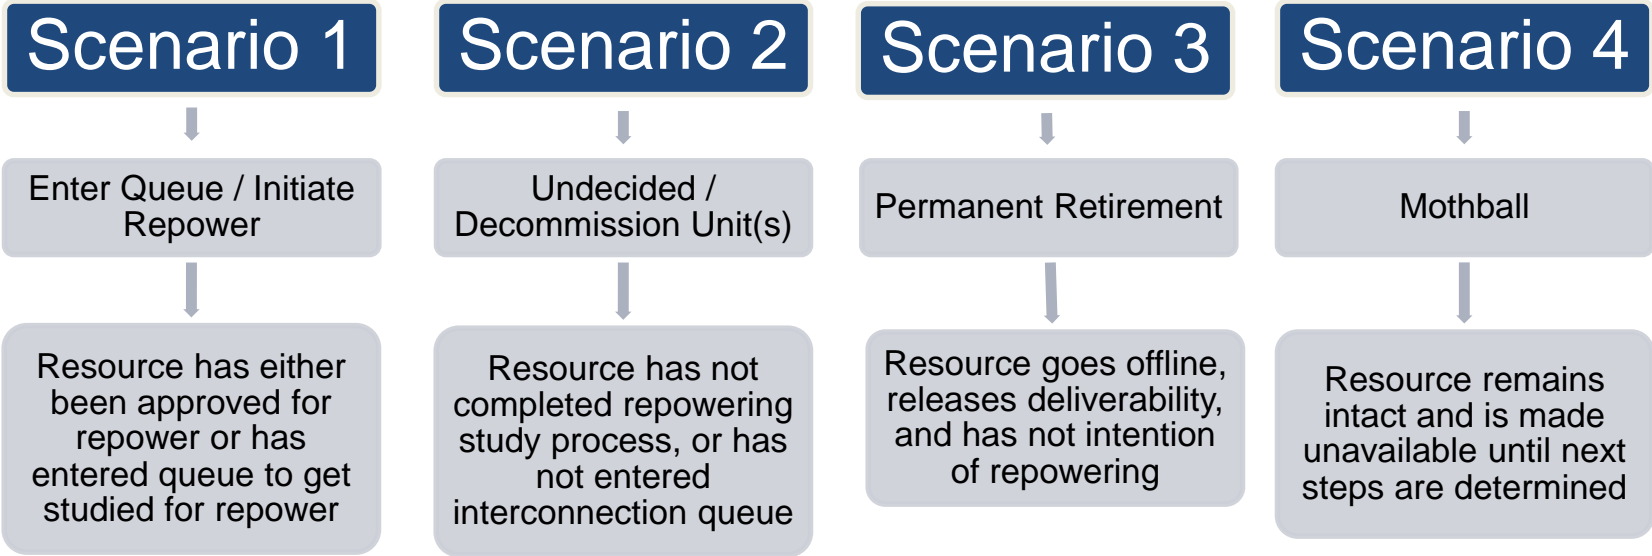 Scenario 1
Enter Queue / Initiate
Repower
Resource has either
been approved for
repower or has
entered queue to get
studied for repower
Scenario 2
Undecided /
Decommission Unit(s)
Resource has not
completed repowering
study process, or has
not entered
interconnection queue
Scenario 3
Permanent Retirement
Resource goes offline,
releases deliverability,
and has not intention
of repowering
Scenario 4
Mothball
Resource remains
intact and is made
unavailable until next
steps are determined